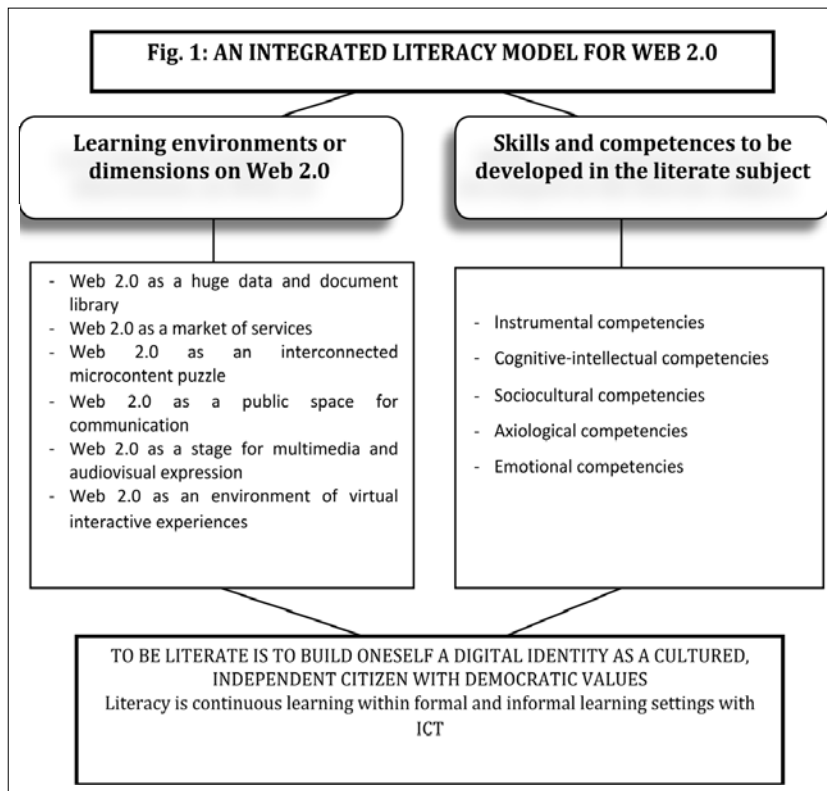 Fig. 1: AN INTEGRATED LITERACY MODEL FOR WEB 2.0
Learning environments or
dimensions on Web 2.0
Skills and competences to be
developed in the literate subject
- Web 2.0 as a huge data and document
library
- Web 2.0 as a market of services
- Web 2.0 as an interconnected
microcontent puzzle
- Web 2.0 as a public space for
communication
- Web 2.0 as a stage for multimedia and
audiovisual expression
- Web 2.0 as an environment of virtual
interactive experiences
- Instrumental competencies
- Cognitive-intellectual competencies
- Sociocultural competencies
- Axiological competencies
- Emotional competencies
TO BE LITERATE IS TO BUILD ONESELF A DIGITAL IDENTITY AS A CULTURED,
INDEPENDENT CITIZEN WITH DEMOCRATIC VALUES
Literacy is continuous learning within formal and informal learning settings with
ICT